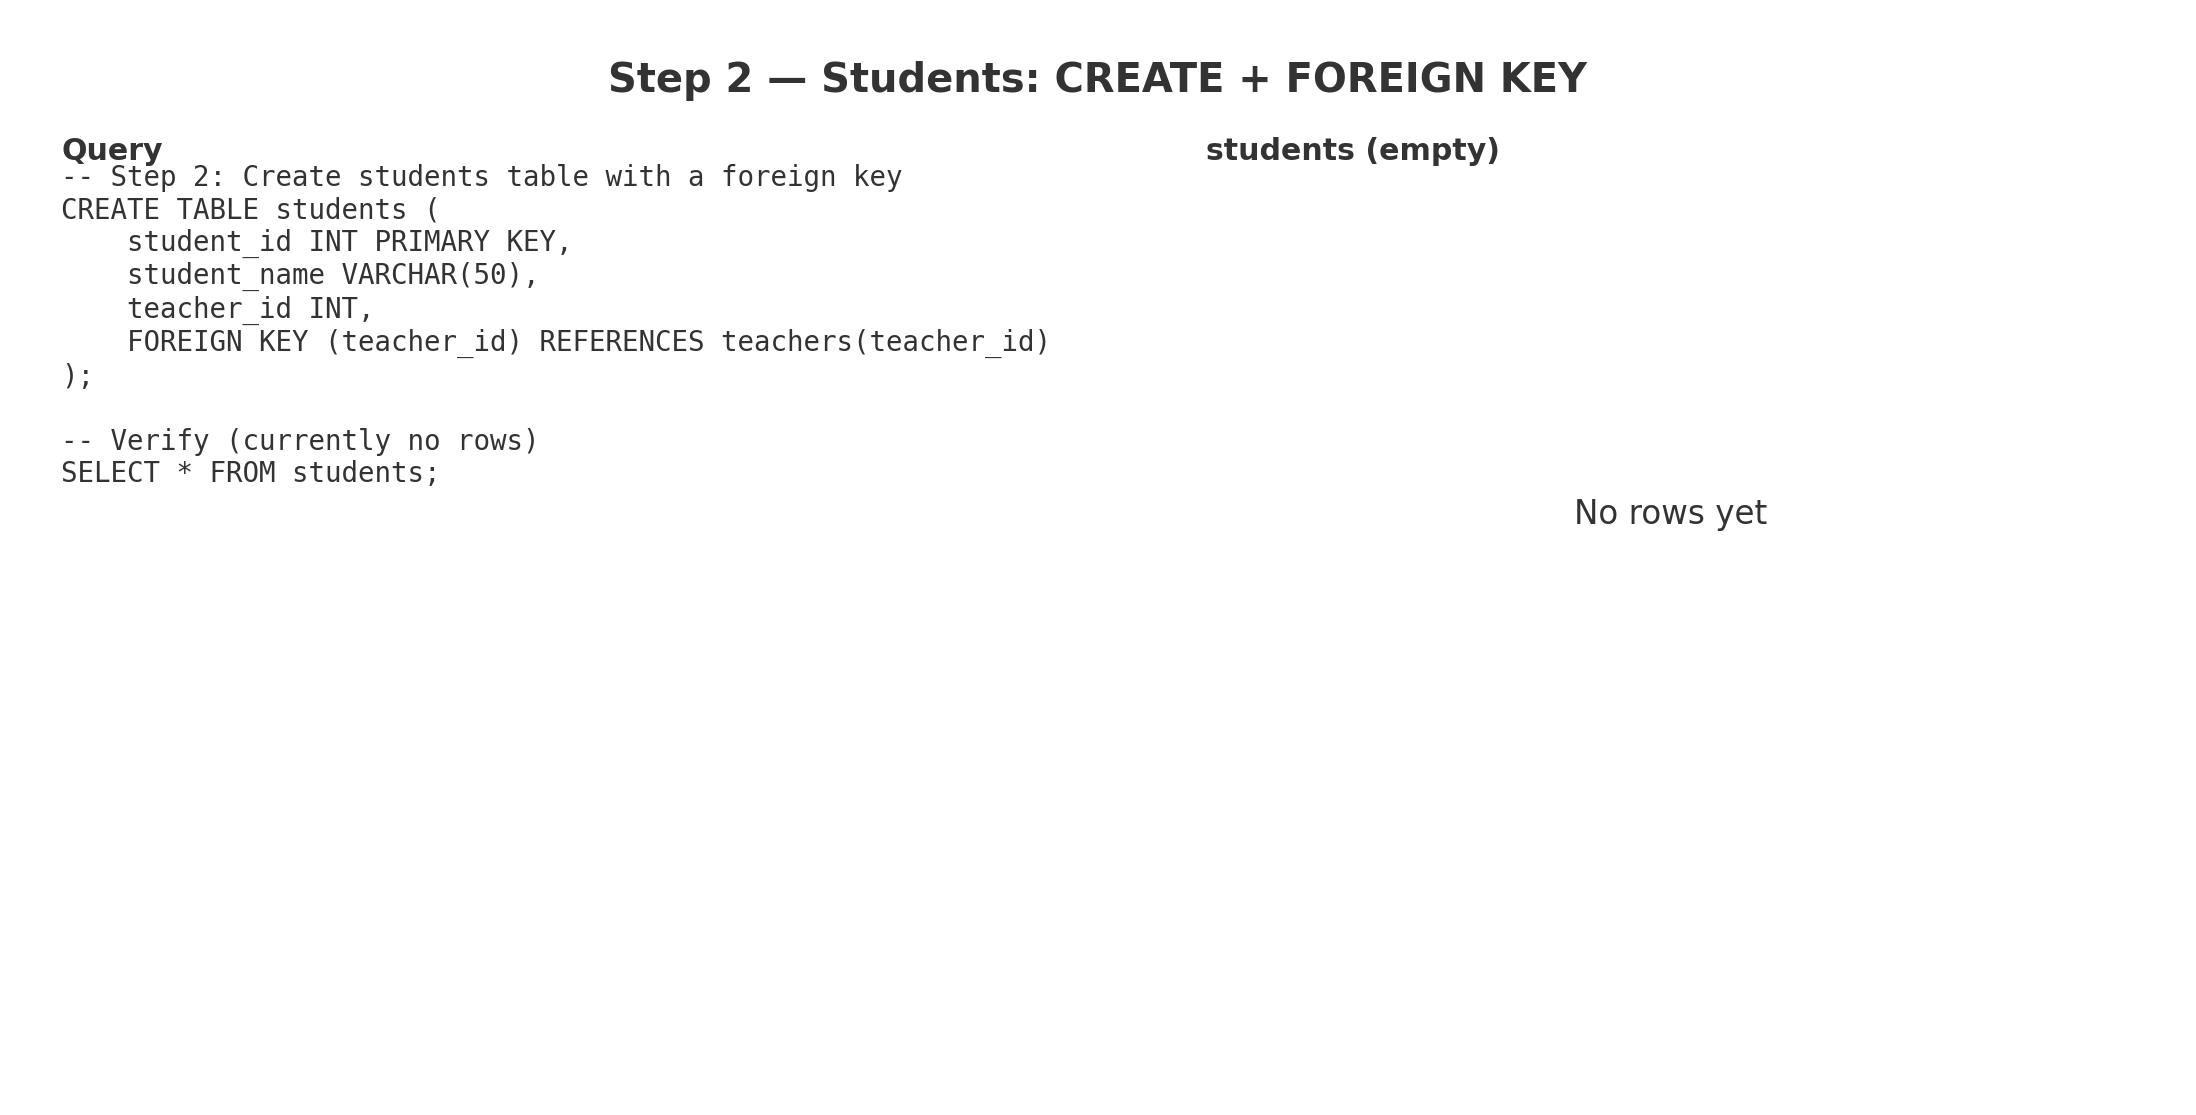 Step 2 — Students: CREATE + FOREIGN KEY
Query
-- Step 2: Create students table with a foreign key
CREATE TABLE students (
    student_id INT PRIMARY KEY,
    student_name VARCHAR(50),
    teacher_id INT,
    FOREIGN KEY (teacher_id) REFERENCES teachers(teacher_id)
);
-- Verify (currently no rows)
SELECT * FROM students;
students (empty)
No rows yet